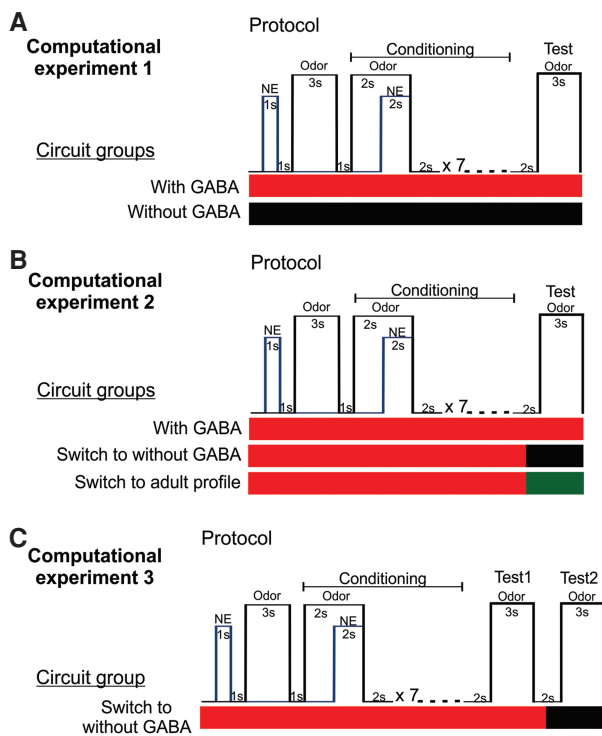 A
Computational
experiment 1
Protocol
Conditioning
Test
Odor
Odor
Odor
NE
1s
3s
2s
NE
2s
3s
Circuit groups
1s
1s
2s
x 7
2s
With GABA
Without GABA
B
Computational
experiment 2
Protocol
Conditioning
Test
Odor
Odor
Odor
NE
1s
3s
2s
NE
2s
3s
Circuit groups
1s
1s
2s
x 7
2s
With GABA
Switch to without GABA
Switch to adult profile
C
Computational
experiment 3
Protocol
Conditioning
Test1
Test2
Odor
Odor
Odor
Odor
NE
1s
3s
2s
NE
2s
3s
3s
Circuit group
1s
1s
2s
x 7
2s
2s
Switch to
without GABA